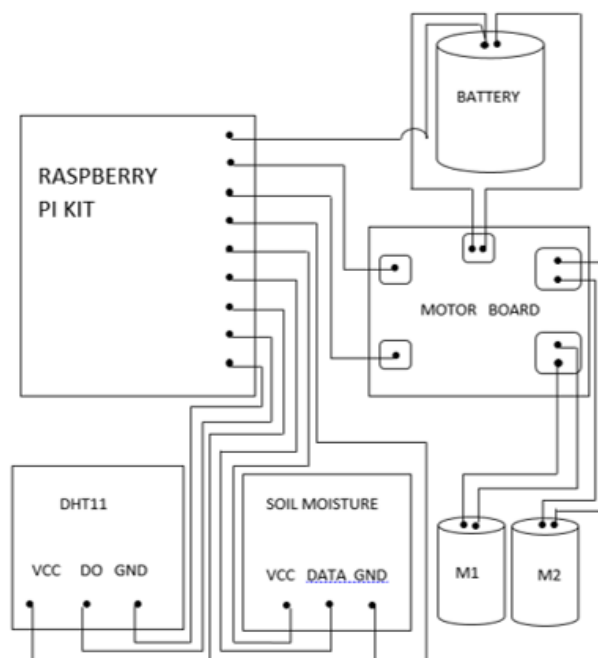 BATTERY
RASPBERRY
PI KIT
MOTOR BOARD
DHT11
SOIL MOISTURE
VCC DO GND
VCC DATA GND
M1
M2